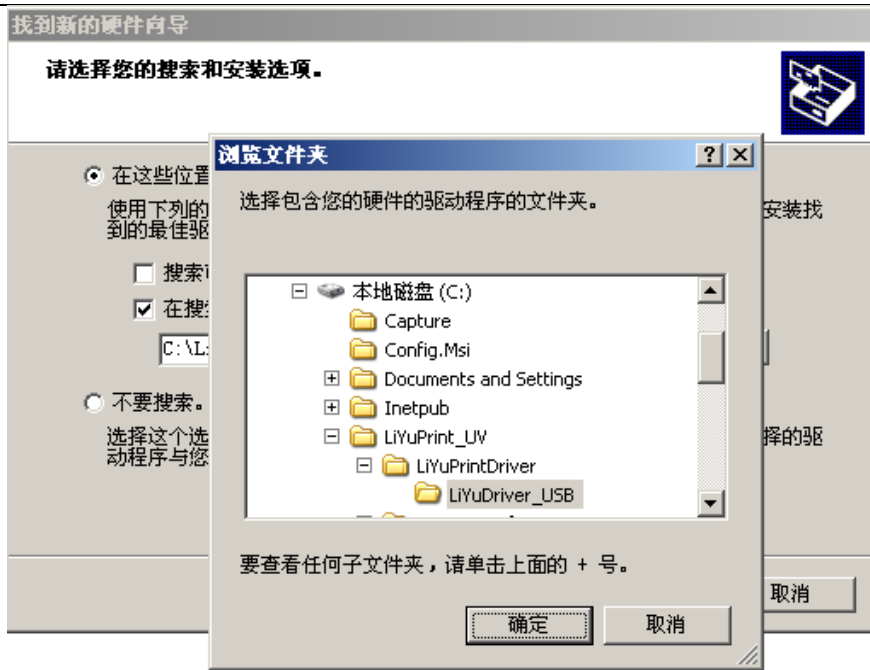 找到新的硬件向导
请选择您的搜索和安装选项。
在这些位置
使用下列的
安装找
到的最佳驱
搜索
在搜
C:\L
不要搜索。
选择这个选
择的驱
动程序与您
取消
浏览文件夹
选择包含您的硬件的驱动程序的文件夹。
本地磁盘 (C:)
Capture
Config.Msi
Documents and Settings
Inetpub
LiYuPrint_UV
LiYuPrintDriver
LiYuDriver_USB
要查看任何子文件夹，请单击上面的 + 号。
确定
取消